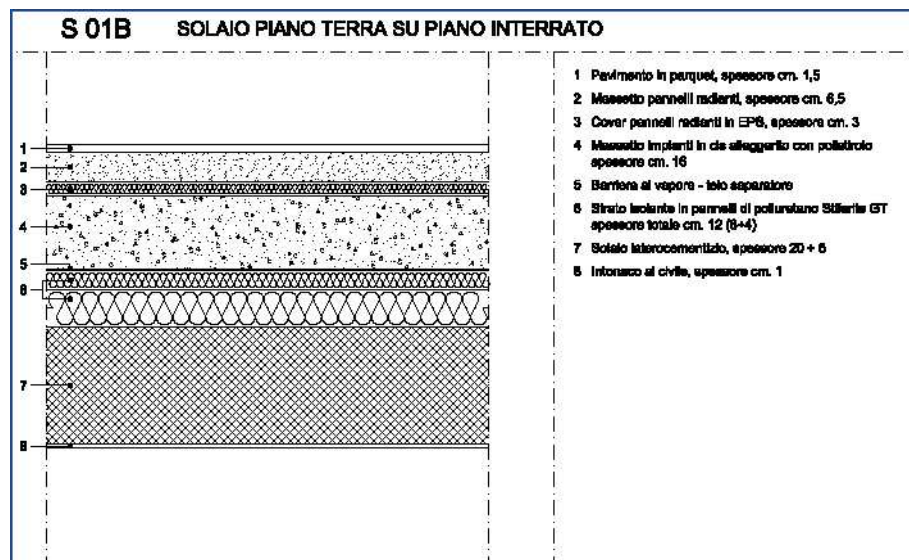 S 01B SOLAIO PIANO TERRA SU PIANO INTERRATO
1 Pavimento in parquet, spessore cm. 1,5
2 Massetto pannelli radianti, spessore cm. 6,5
3 Cover pannelli radianti in EPS, spessore cm. 3
4 Massetto impianti in cls alleggerito con polistirolo
spessore cm. 16
5 Barriera al vapore - telo separatore
6 Strato isolante in pannelli di poliuretano Stiferite GT
spessore totale cm. 12 (8+4)
7 Solaio laterocementizio, spessore 20 +
8 Intonaco al civile, spessore cm. 1
1
2
3
4
5
6
7
8